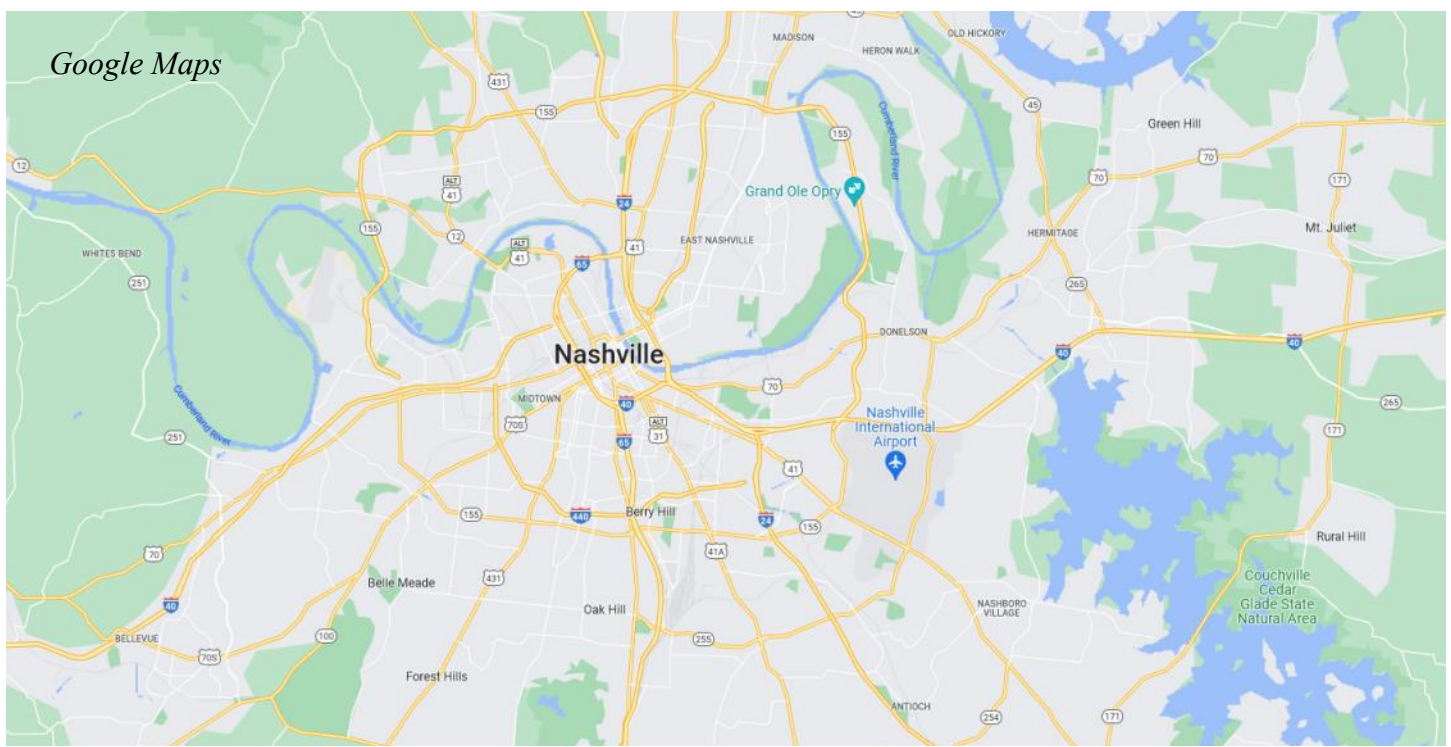 Google Maps
45
MADISON
OLD HICKORY
HERON WALK
431
155
45
Cumberland River
155
Green Hill
12
70
ALT
41
70
171
Grand Ole Opry
24
155
12
EAST NASHVILLE
HERMITAGE
Mt. Juliet
ALT
41
41
WHITES BEND
65
251
265
155
DONELSON
Nashville
40
40
70
MIDTOWN
40
265
Cumberland River
70S
ALT
31
Nashville
International
Airport
171
251
65
41
155
440
Berry Hill
24
155
41A
Rural Hill
70
Belle Meade
431
Couchville
Cedar
Glade State
Natural Area
40
Oak Hill
NASHBORO
VILLAGE
BELLEVUE
100
255
70S
Forest Hills
ANTIOCH
254
171